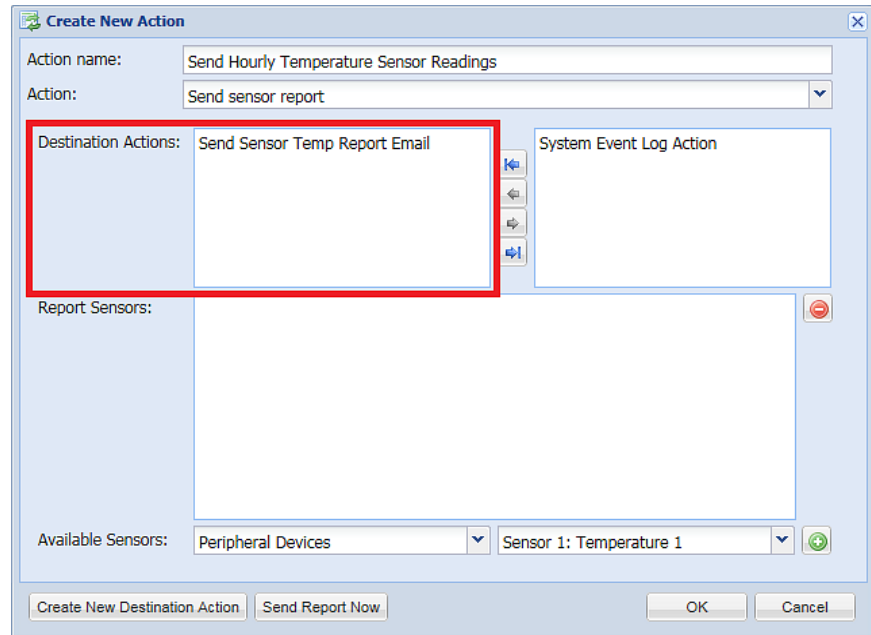 Create New Action
Action name: Send Hourly Temperature Sensor Readings
Action: Send sensor report
Destination Actions: Send Sensor Temp Report Email System Event Log Action
Report Sensors:
Available Sensors: Peripheral Devices Sensor 1: Temperature 1
Create New Destination Action Send Report Now OK Cancel